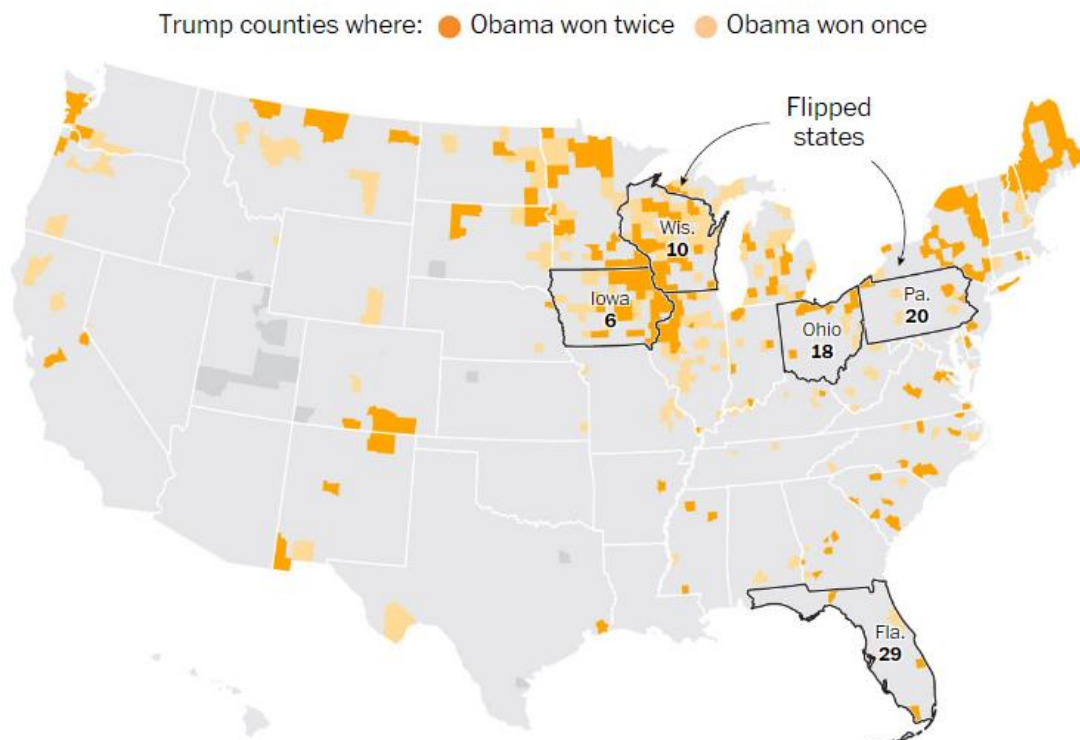 Trump counties where: Obama won twice Obama won once
Flipped
states
Wis.
10
Iowa
6
Pa.
20
Ohio
18
Fla.
29